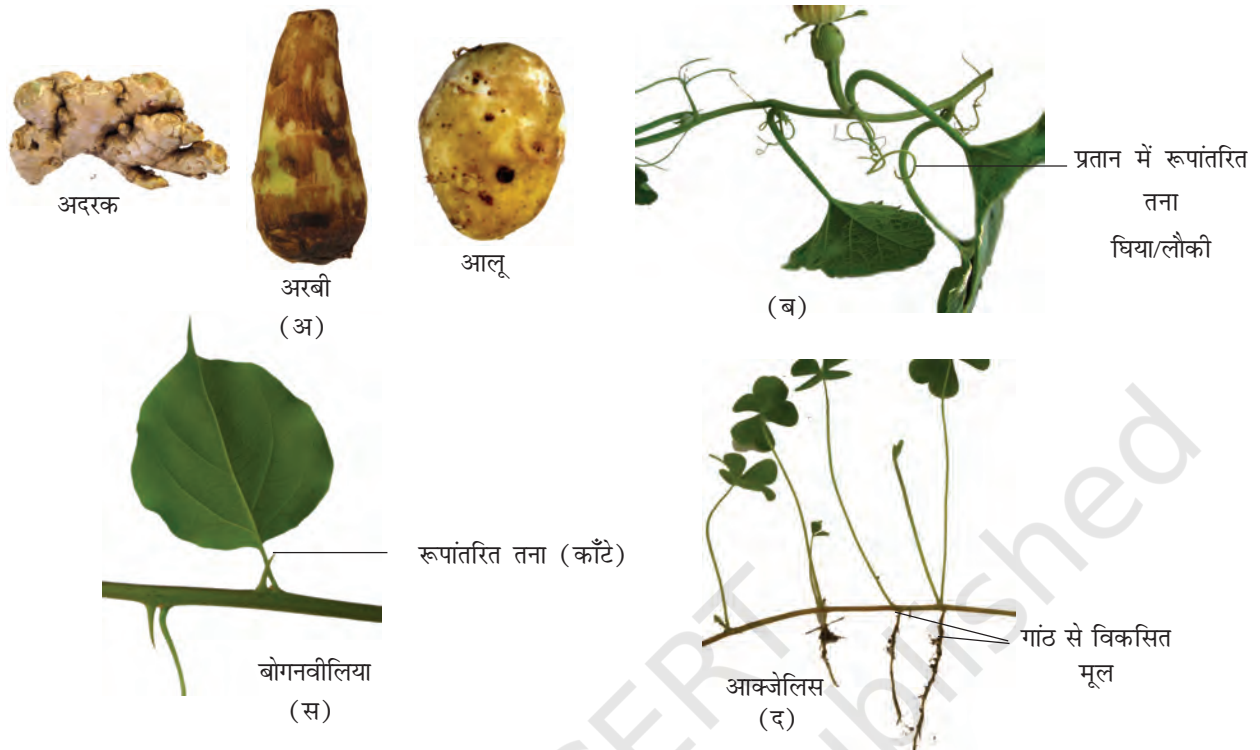 अदरक
अरबी
(अ)
आलू
प्रतान में रूपांतरित
तना
घिया/लौकी
(ब)
रूपांतरित तना (काँटे)
बोगनवीलिया
(स)
गांठ से विकसित
मूल
आक्जेलिस
(द)